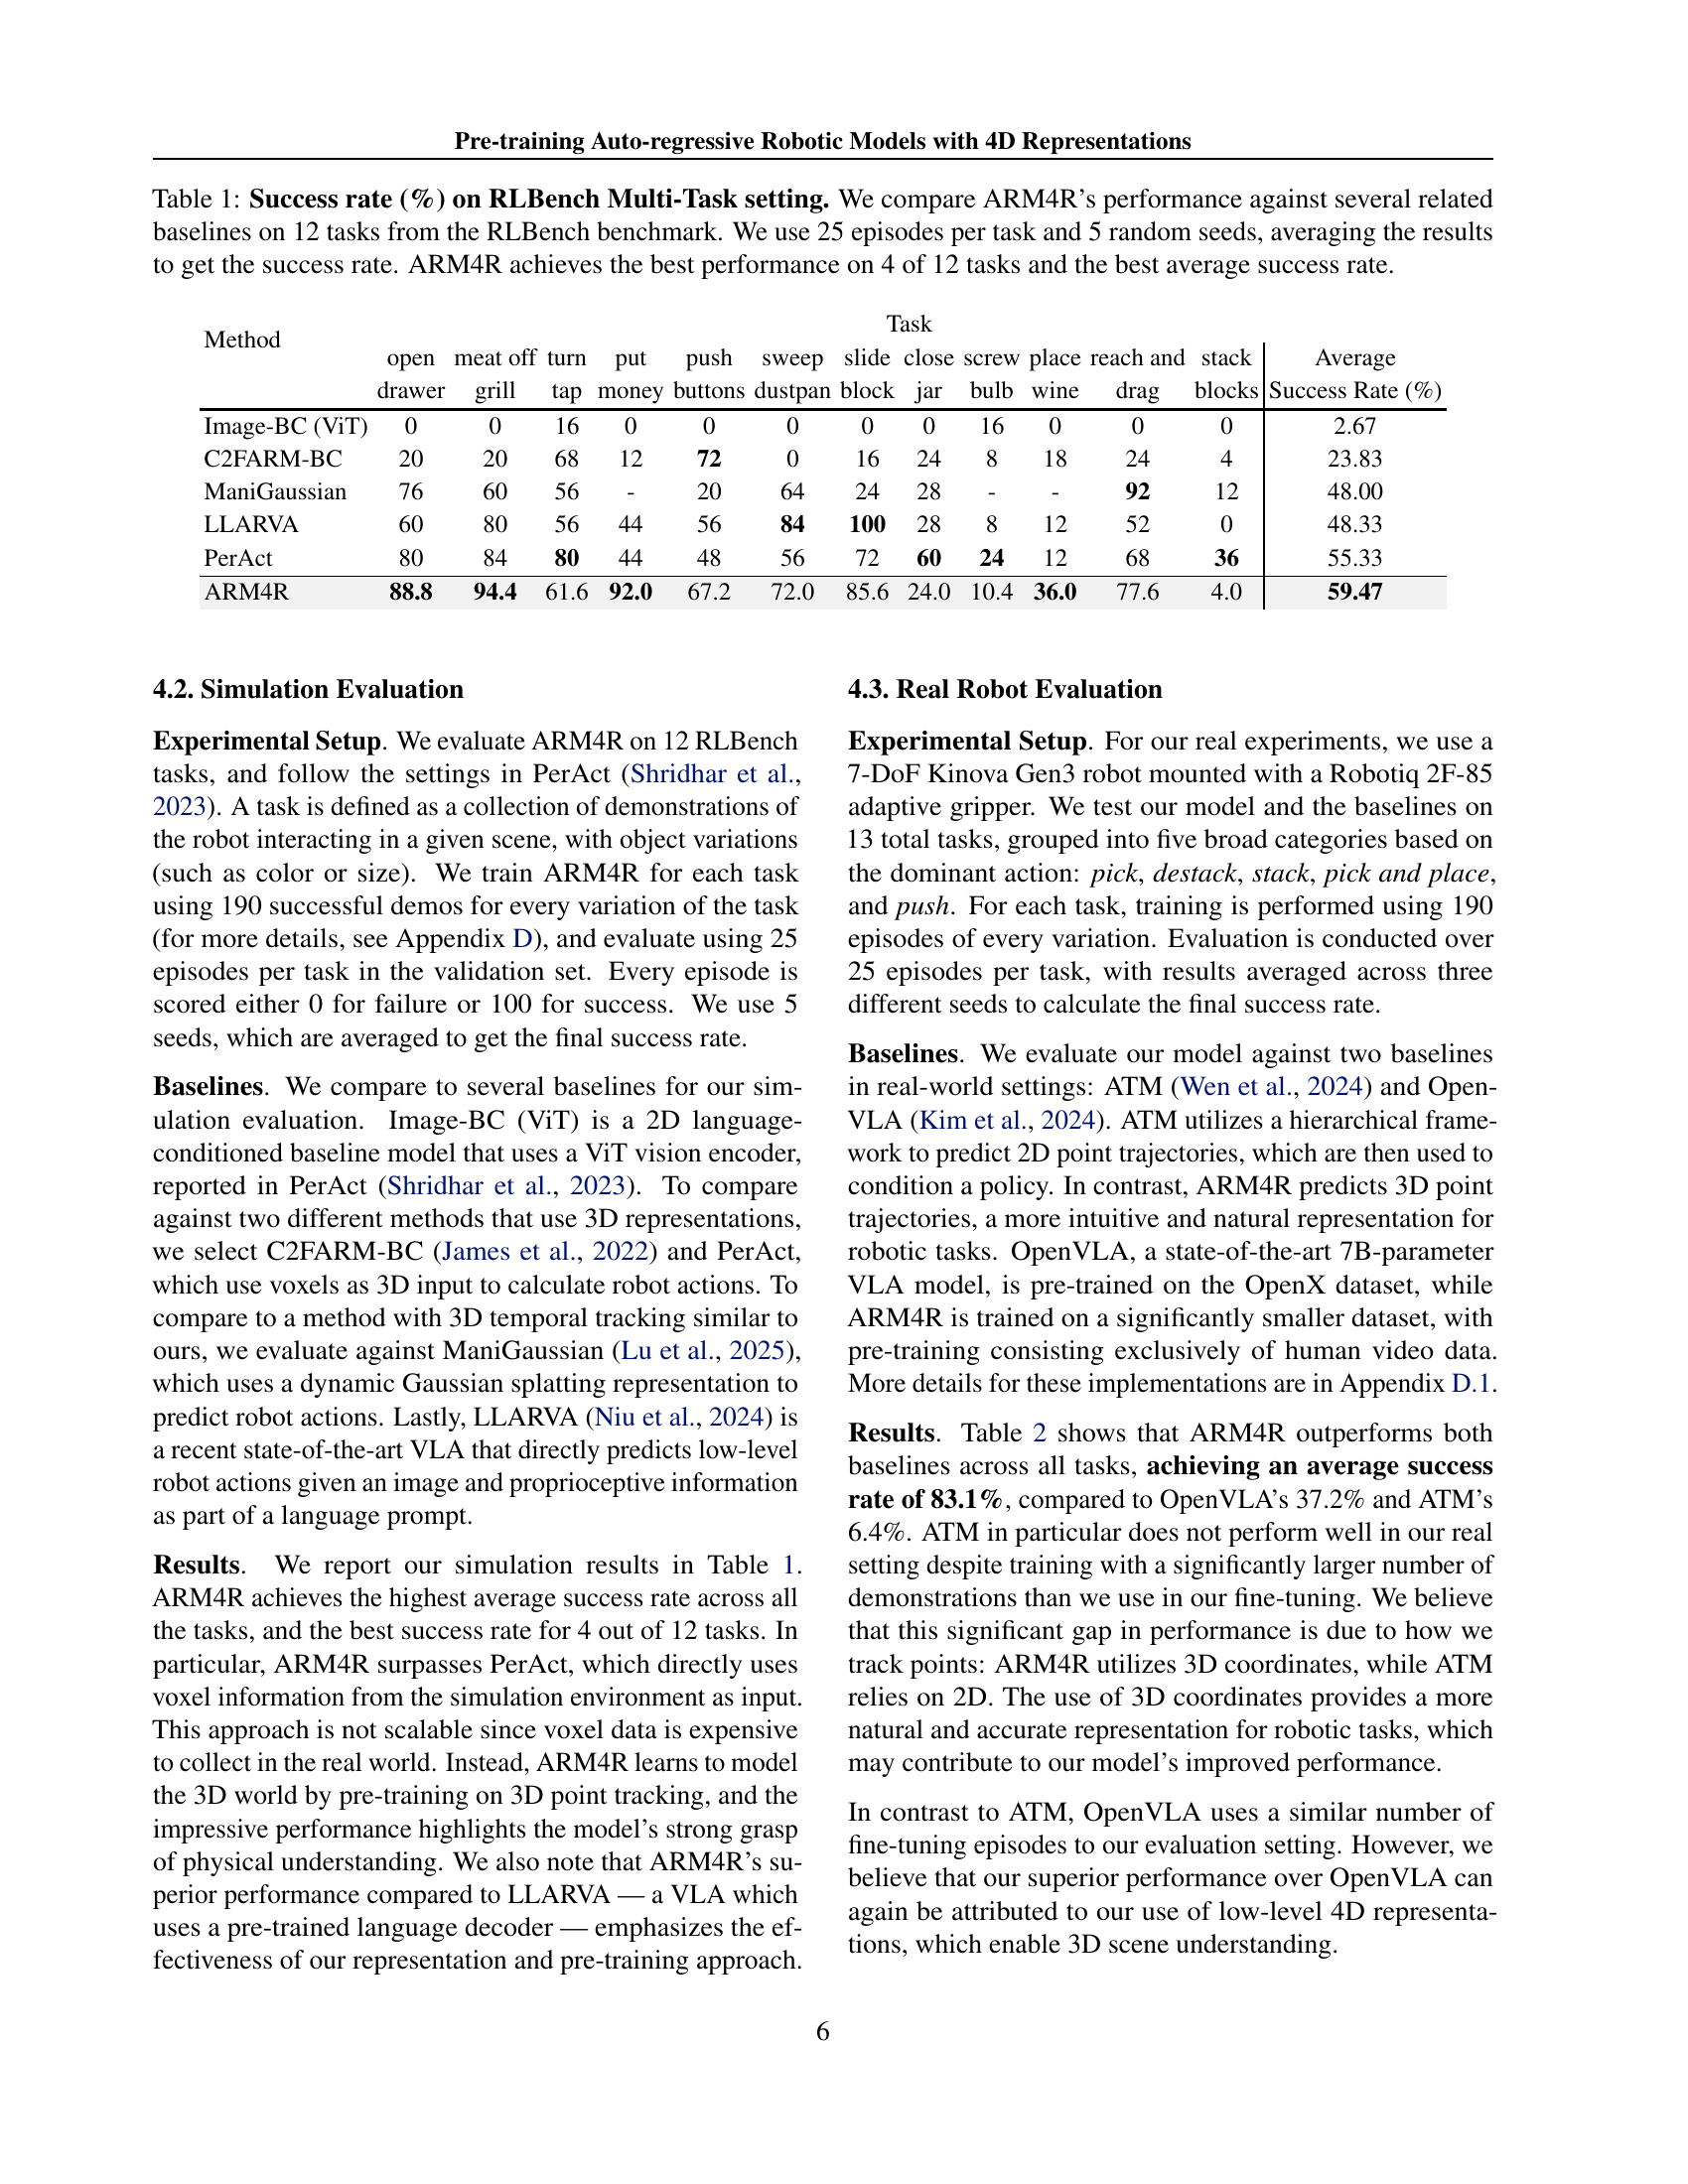 Pre-training Auto-regressive Robotic Models with 4D Representations
Table 1: Success rate (%) on RLBench Multi-Task setting. We compare ARM4R's performance against several related
baselines on 12 tasks from the RLBench benchmark. We use 25 episodes per task and 5 random seeds, averaging the results
to get the success rate. ARM4R achieves the best performance on 4 of 12 tasks and the best average success rate.
Task
Method
open meat off turn put push sweep slide close screw place reach and stack Average
drawer grill tap money buttons dustpan block jar bulb wine drag blocks Success Rate (%)
Image-BC (ViT) 0 0 16 0 0 0 0 0 16 0 0 0 2.67
C2FARM-BC 20 20 68 12 72 0 16 24 8 18 24 4 23.83
ManiGaussian 76 60 56 - 20 64 24 28 - - 92 12 48.00
LLARVA 60 80 56 44 56 84 100 28 8 12 52 0 48.33
PerAct 80 84 80 44 48 56 72 60 24 12 68 36 55.33
ARM4R 88.8 94.4 61.6 92.0 67.2 72.0 85.6 24.0 10.4 36.0 77.6 4.0 59.47
4.2. Simulation Evaluation
Experimental Setup. We evaluate ARM4R on 12 RLBench
tasks, and follow the settings in PerAct (Shridhar et al.,
2023). A task is defined as a collection of demonstrations of
the robot interacting in a given scene, with object variations
(such as color or size). We train ARM4R for each task
using 190 successful demos for every variation of the task
(for more details, see Appendix D), and evaluate using 25
episodes per task in the validation set. Every episode is
scored either 0 for failure or 100 for success. We use 5
seeds, which are averaged to get the final success rate.
Baselines. We compare to several baselines for our sim-
ulation evaluation. Image-BC (ViT) is a 2D language-
conditioned baseline model that uses a ViT vision encoder,
reported in PerAct (Shridhar et al., 2023). To compare
against two different methods that use 3D representations,
we select C2FARM-BC (James et al., 2022) and PerAct,
which use voxels as 3D input to calculate robot actions. To
compare to a method with 3D temporal tracking similar to
ours, we evaluate against ManiGaussian (Lu et al., 2025),
which uses a dynamic Gaussian splatting representation to
predict robot actions. Lastly, LLARVA (Niu et al., 2024) is
a recent state-of-the-art VLA that directly predicts low-level
robot actions given an image and proprioceptive information
as part of a language prompt.
Results. We report our simulation results in Table 1.
ARM4R achieves the highest average success rate across all
the tasks, and the best success rate for 4 out of 12 tasks. In
particular, ARM4R surpasses PerAct, which directly uses
voxel information from the simulation environment as input.
This approach is not scalable since voxel data is expensive
to collect in the real world. Instead, ARM4R learns to model
the 3D world by pre-training on 3D point tracking, and the
impressive performance highlights the model's strong grasp
of physical understanding. We also note that ARM4R's su-
perior performance compared to LLARVA — a VLA which
uses a pre-trained language decoder — emphasizes the ef-
fectiveness of our representation and pre-training approach.
4.3. Real Robot Evaluation
Experimental Setup. For our real experiments, we use a
7-DoF Kinova Gen3 robot mounted with a Robotiq 2F-85
adaptive gripper. We test our model and the baselines on
13 total tasks, grouped into five broad categories based on
the dominant action: pick, destack, stack, pick and place,
and push. For each task, training is performed using 190
episodes of every variation. Evaluation is conducted over
25 episodes per task, with results averaged across three
different seeds to calculate the final success rate.
Baselines. We evaluate our model against two baselines
in real-world settings: ATM (Wen et al., 2024) and Open-
VLA (Kim et al., 2024). ATM utilizes a hierarchical frame-
work to predict 2D point trajectories, which are then used to
condition a policy. In contrast, ARM4R predicts 3D point
trajectories, a more intuitive and natural representation for
robotic tasks. OpenVLA, a state-of-the-art 7B-parameter
VLA model, is pre-trained on the OpenX dataset, while
ARM4R is trained on a significantly smaller dataset, with
pre-training consisting exclusively of human video data.
More details for these implementations are in Appendix D.1.
Results. Table 2 shows that ARM4R outperforms both
baselines across all tasks, achieving an average success
rate of 83.1%, compared to OpenVLA's 37.2% and ATM's
6.4%. ATM in particular does not perform well in our real
setting despite training with a significantly larger number of
demonstrations than we use in our fine-tuning. We believe
that this significant gap in performance is due to how we
track points: ARM4R utilizes 3D coordinates, while ATM
relies on 2D. The use of 3D coordinates provides a more
natural and accurate representation for robotic tasks, which
may contribute to our model's improved performance.
In contrast to ATM, OpenVLA uses a similar number of
fine-tuning episodes to our evaluation setting. However, we
believe that our superior performance over OpenVLA can
again be attributed to our use of low-level 4D representa-
tions, which enable 3D scene understanding.
6